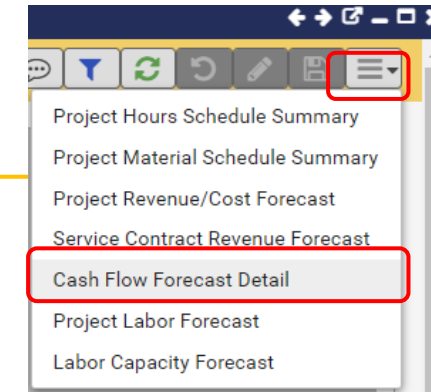 Project Hours Schedule Summary
Project Material Schedule Summary
Project Revenue/Cost Forecast
Service Contract Revenue Forecast
Cash Flow Forecast Detail
Project Labor Forecast
Labor Capacity Forecast